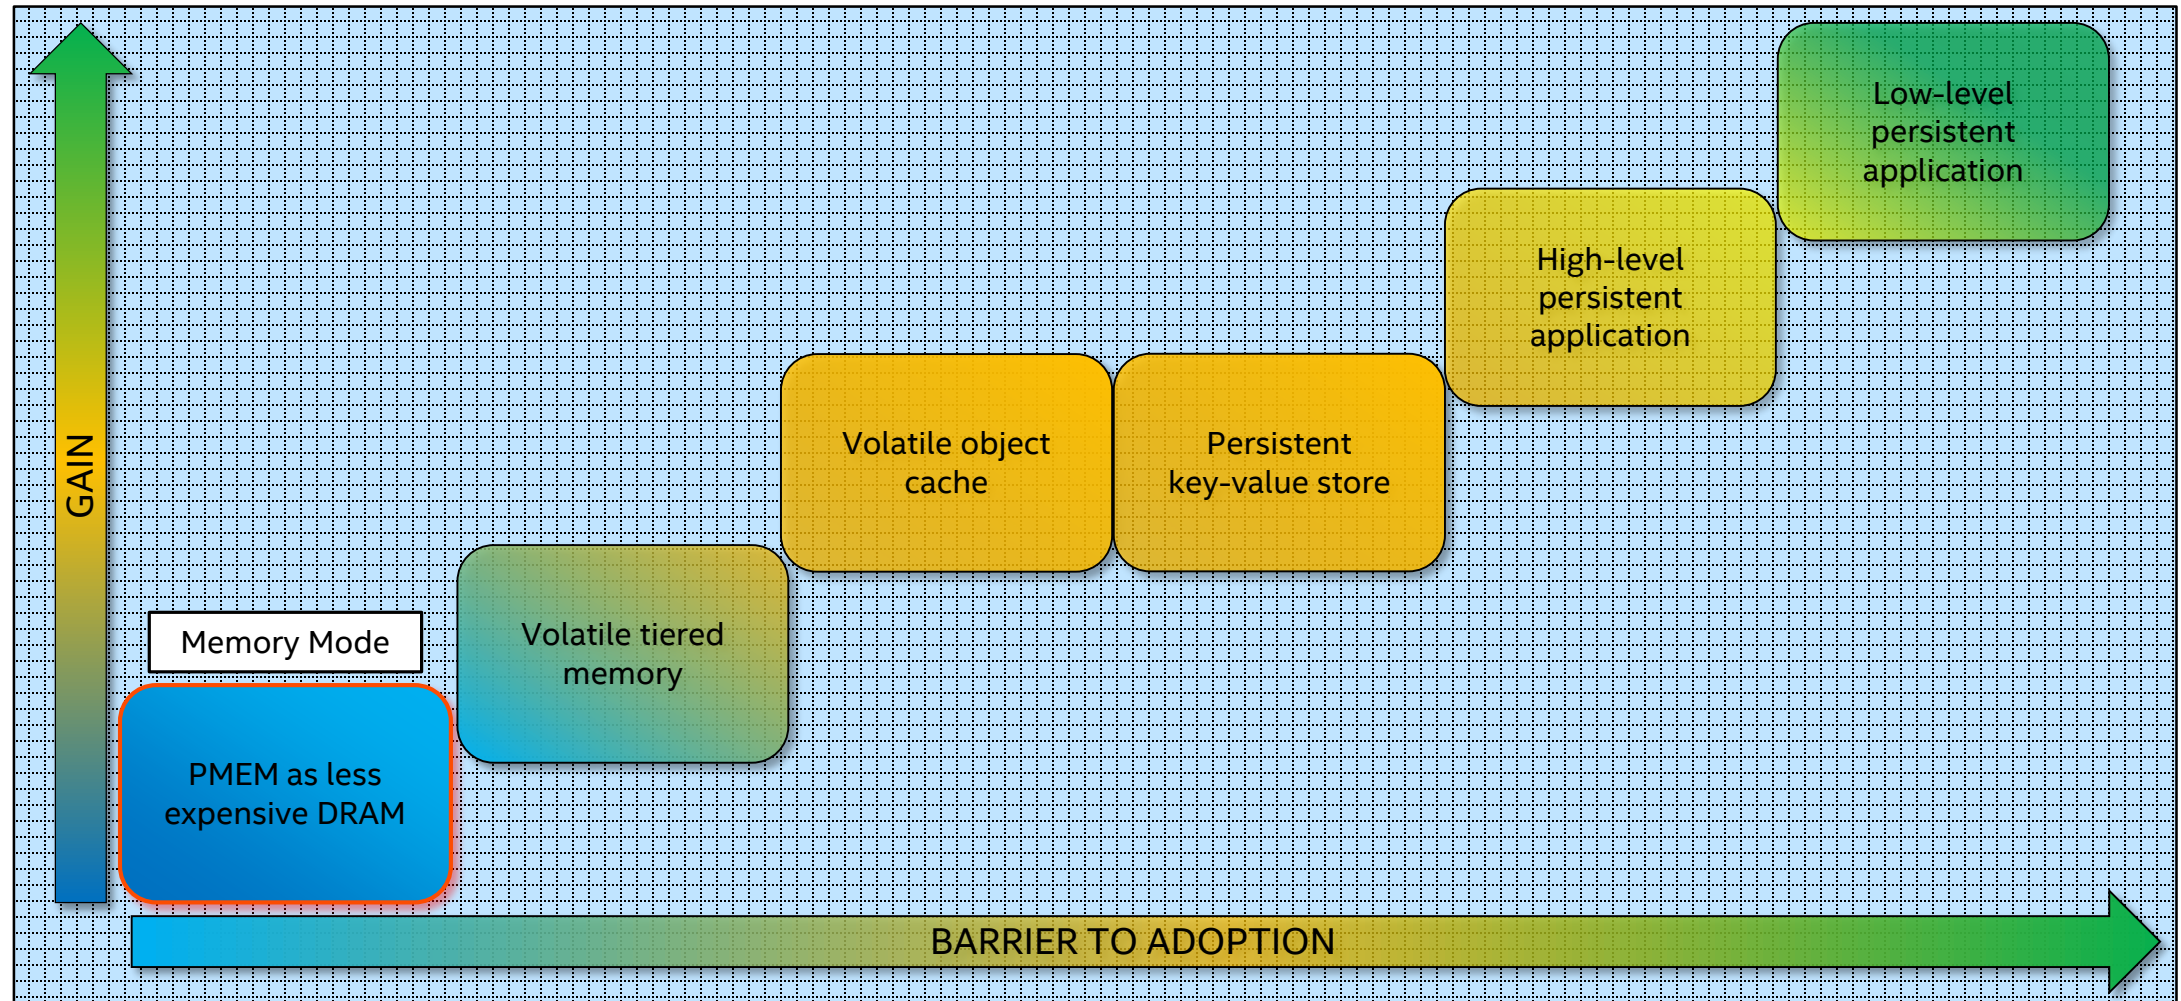 Low-level
persistent
application
High-level
persistent
application
Volatile object
cache
Persistent
key-value store
GAIN
Memory Mode
Volatile tiered
memory
PMEM as less
expensive DRAM
BARRIER TO ADOPTION